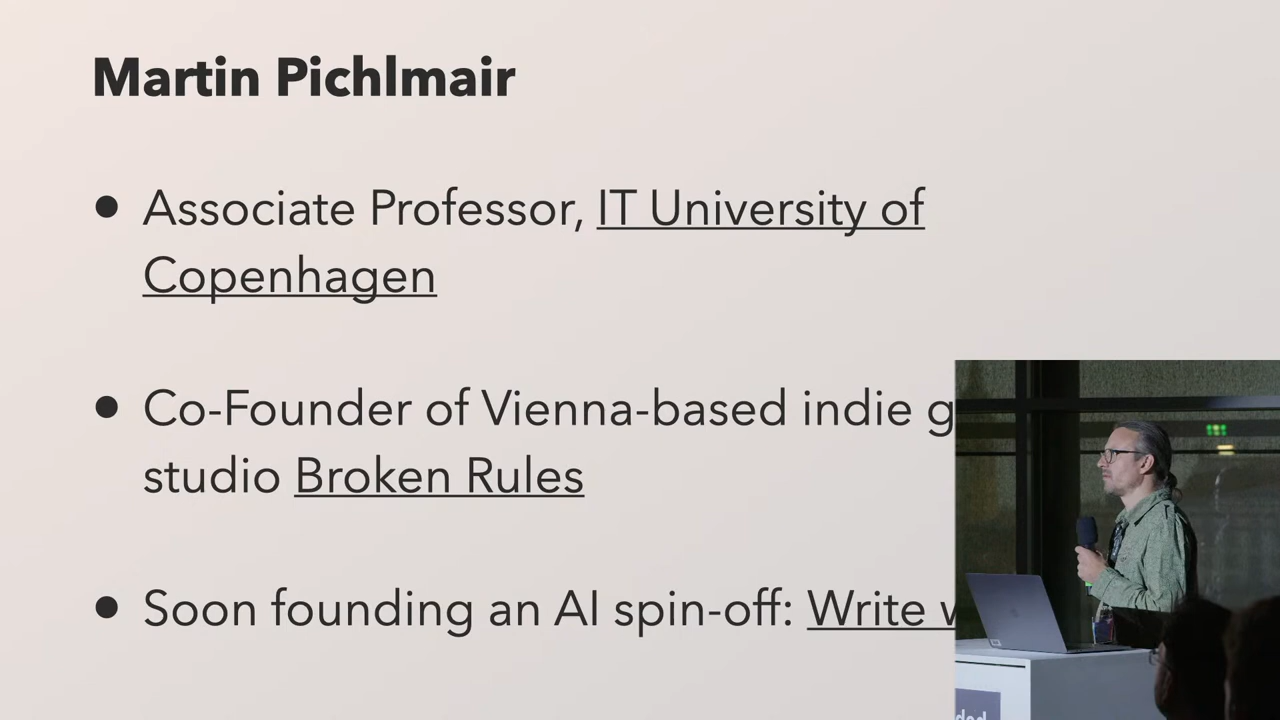 Martin Pichlmair
• Associate Professor, IT University of
Copenhagen
• Co-Founder of Vienna-based indie
studio Broken Rules
• Soon founding an AI spin-off: Write